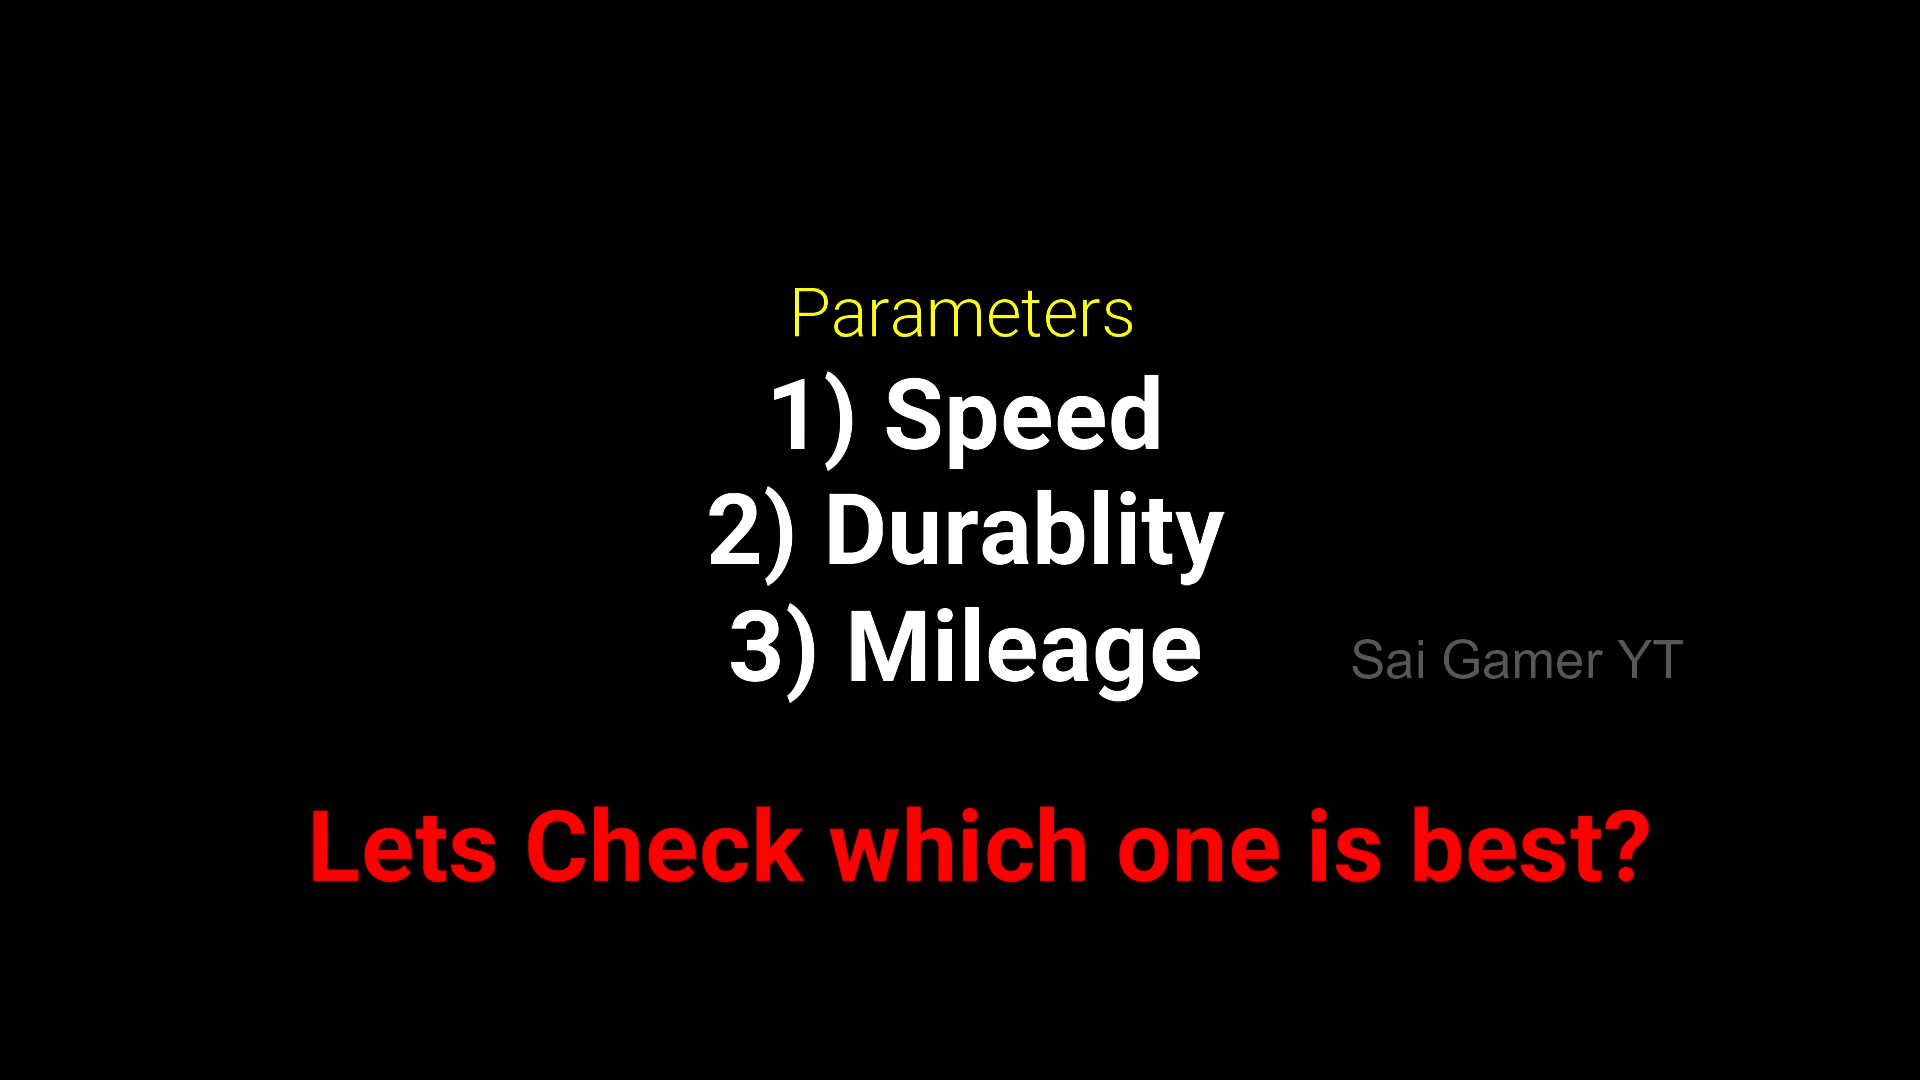 Parameters
1) Speed
2) Durablity
3) Mileage
Sai Gamer YT
Lets Check which one is best?